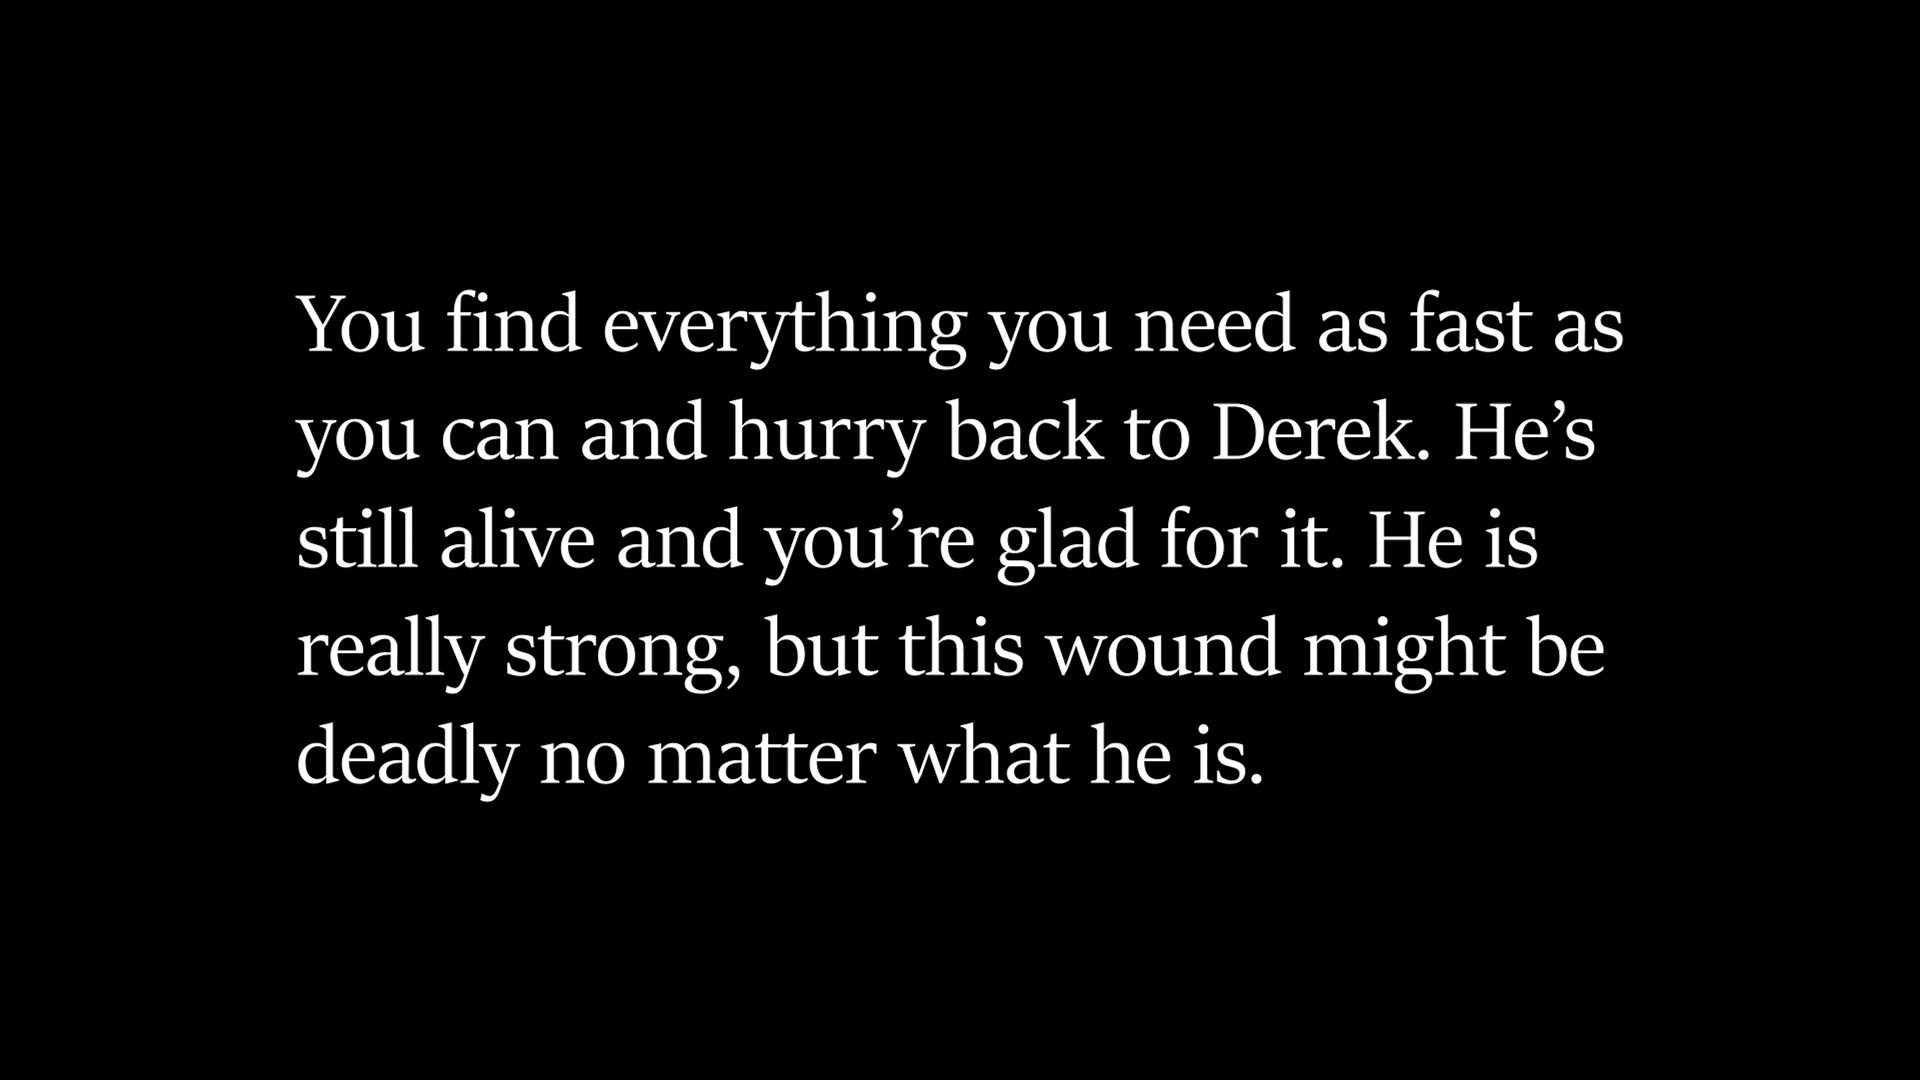 You find everything you need as fast as
you can and hurry back to Derek. He’s
still alive and you’re glad for it. He is
really strong, but this wound might be
deadly no matter what he is.